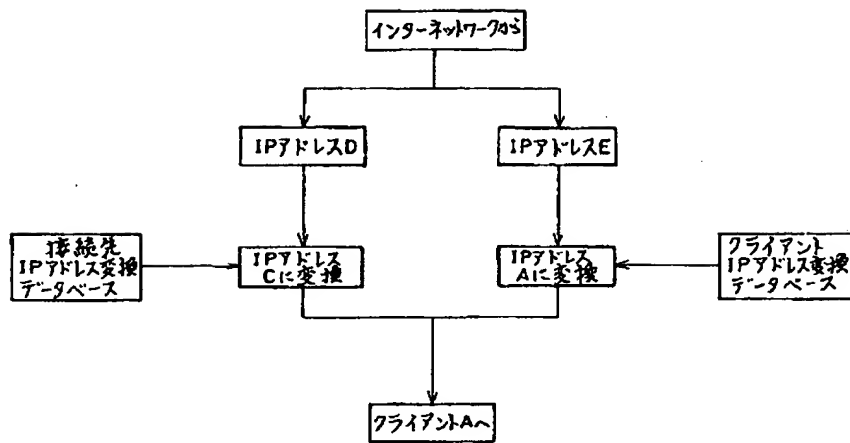 インターネットワークから
IPアドレスD
IPアドレスE
接続先
IPアドレス変換
データベース
IPアドレス
Cに変換
IPアドレス
Aに変換
クライアント
IPアドレス変換
データベース
クライアントAへ